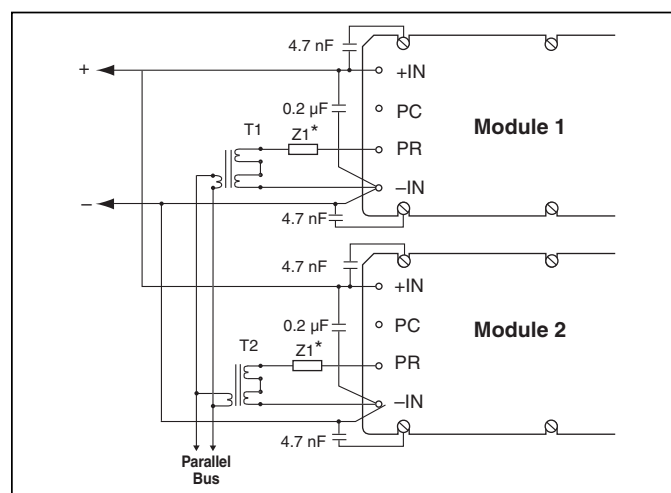 4.7 nF
+
+IN
0.2 µF
PC
T1
Z1*
Module 1
PR
–
–IN
4.7 nF
4.7 nF
+IN
0.2 µF
PC
T2
Z1*
Module 2
PR
–IN
4.7 nF
Parallel
Bus